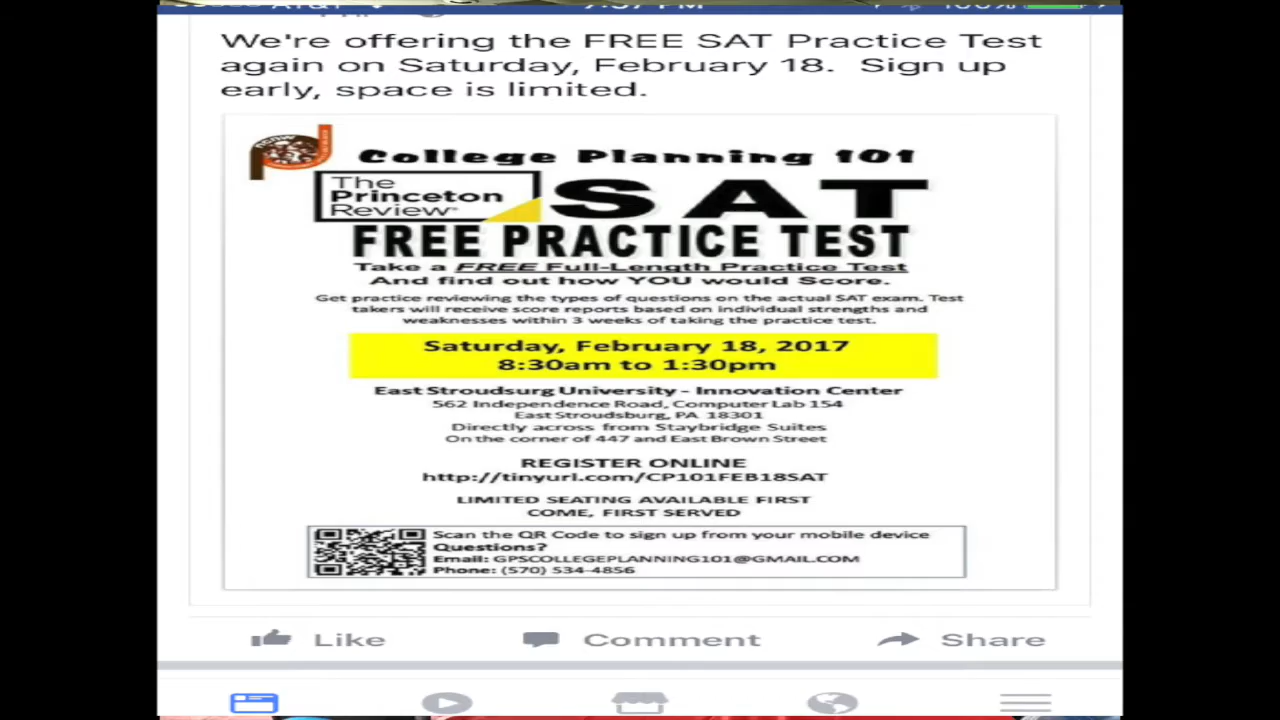 We're offering the FREE SAT Practice Test
again on Saturday, February 18. Sign up
early, space is limited.
College Planning 101
The
Princeton
Review
SAT
FREE PRACTICE TEST
Take a FREE Full-Length Practice Test
And find out how YOU would Score.
Get practice reviewing the types of questions on the actual SAT exam. Test
takers will receive score reports based on individual strengths and
weaknesses within 3 weeks of taking the practice test.
Saturday, February 18, 2017
8:30am to 1:30pm
East Stroudsurg University - Innovation Center
562 Independence Road, Computer Lab 154
East Stroudsburg, PA 18301
Directly across from Staybridge Suites
On the corner of 447 and East Brown Street
REGISTER ONLINE
http://tinyurl.com/CP101FEB18SAT
LIMITED SEATING AVAILABLE FIRST
COME, FIRST SERVED
Scan the QR Code to sign up from your mobile device
Questions?
Email: GPSCOLLEGEPLANNING101@GMAIL.COM
Phone: (570) 534-4856
Like Comment Share